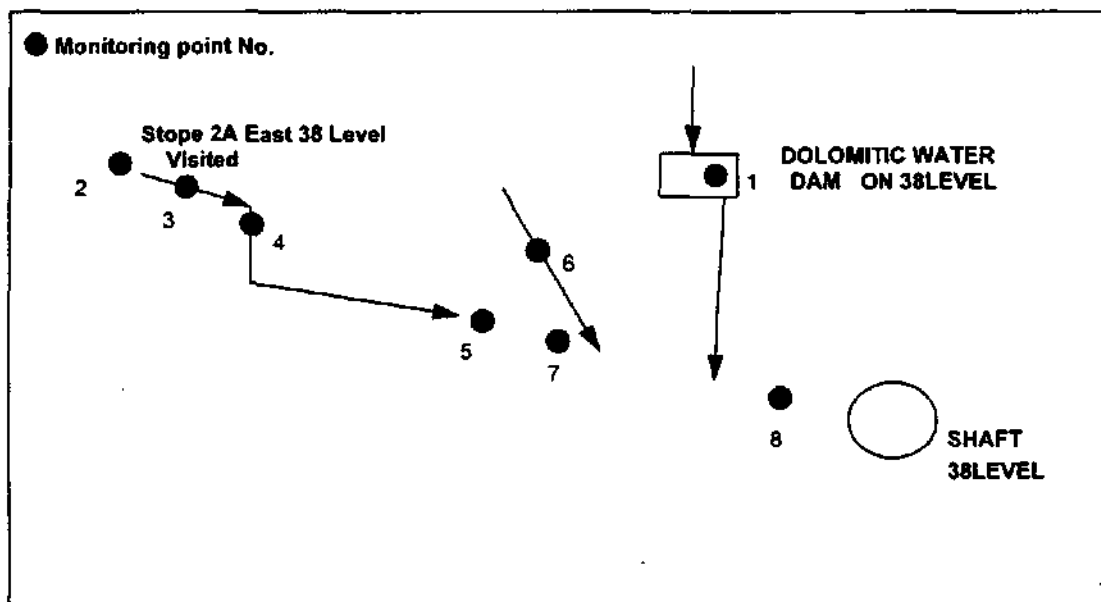 Monitoring point No.
Stope 2A East 38 Level
Visited
DOLOMITIC WATER
DAM ON 38LEVEL
1
2
3
4
6
5
7
8
SHAFT
38LEVEL